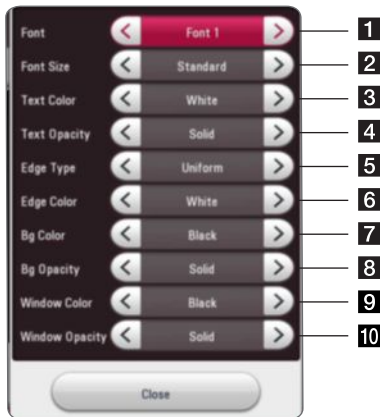 Font Font 1 1
Font Size Standard 2
Text Color White 3
Text Opacity Solid 4
Edge Type Uniform 5
Edge Color White 6
Bg Color Black 7
Bg Opacity Solid 8
Window Color Black 9
Window Opacity Solid 10
Close